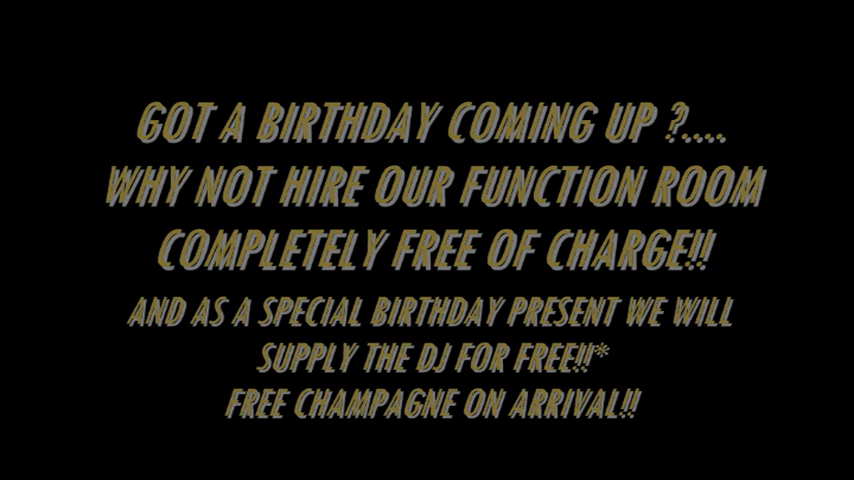 GOT A BIRTHDAY COMING UP ?....
WHY NOT HIRE OUR FUNCTION ROOM
COMPLETELY FREE OF CHARGE!!
AND AS A SPECIAL BIRTHDAY PRESENT WE WILL
SUPPLY THE DJ FOR FREE!!*
FREE CHAMPAGNE ON ARRIVAL!!